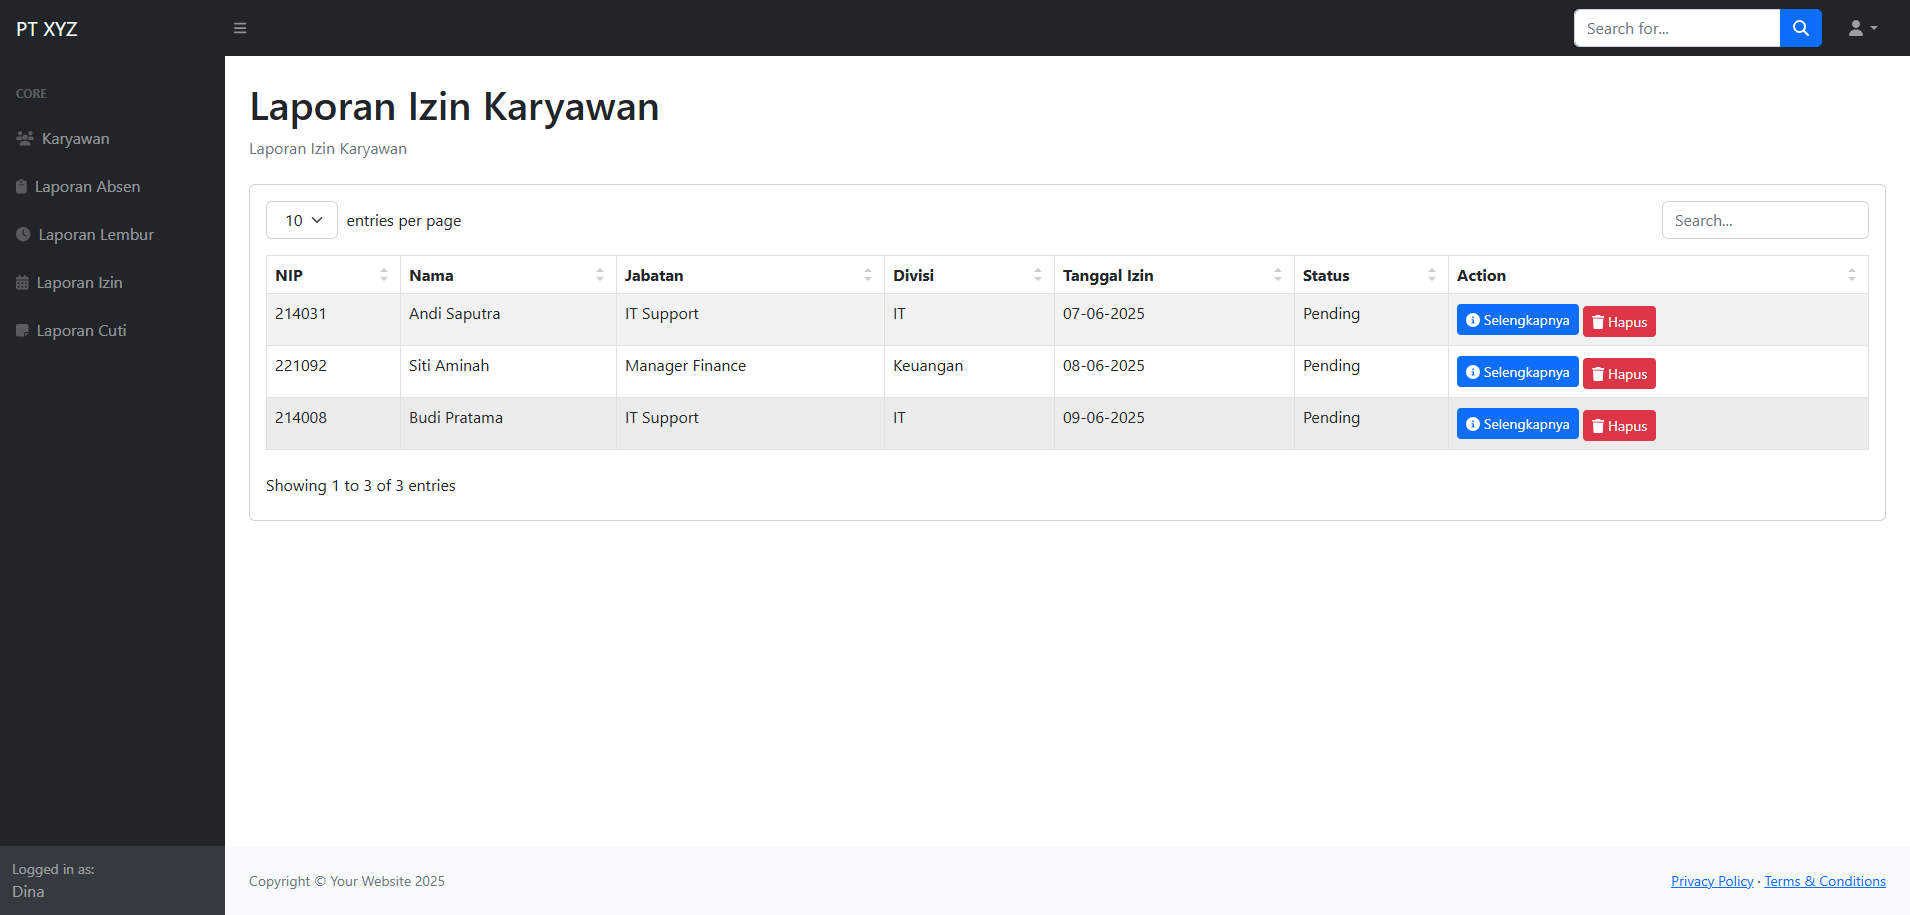 PT XYZ
Search for...
CORE
Karyawan
Laporan Absen
Laporan Lembur
Laporan Izin
Laporan Cuti
Logged in as:
Dina
Laporan Izin Karyawan
Laporan Izin Karyawan
10 entries per page
Search...
NIP Nama Jabatan Divisi Tanggal Izin Status Action
214031 Andi Saputra IT Support IT 07-06-2025 Pending Selengkapnya Hapus
221092 Siti Aminah Manager Finance Keuangan 08-06-2025 Pending Selengkapnya Hapus
214008 Budi Pratama IT Support IT 09-06-2025 Pending Selengkapnya Hapus
Showing 1 to 3 of 3 entries
Copyright © Your Website 2025
Privacy Policy · Terms & Conditions